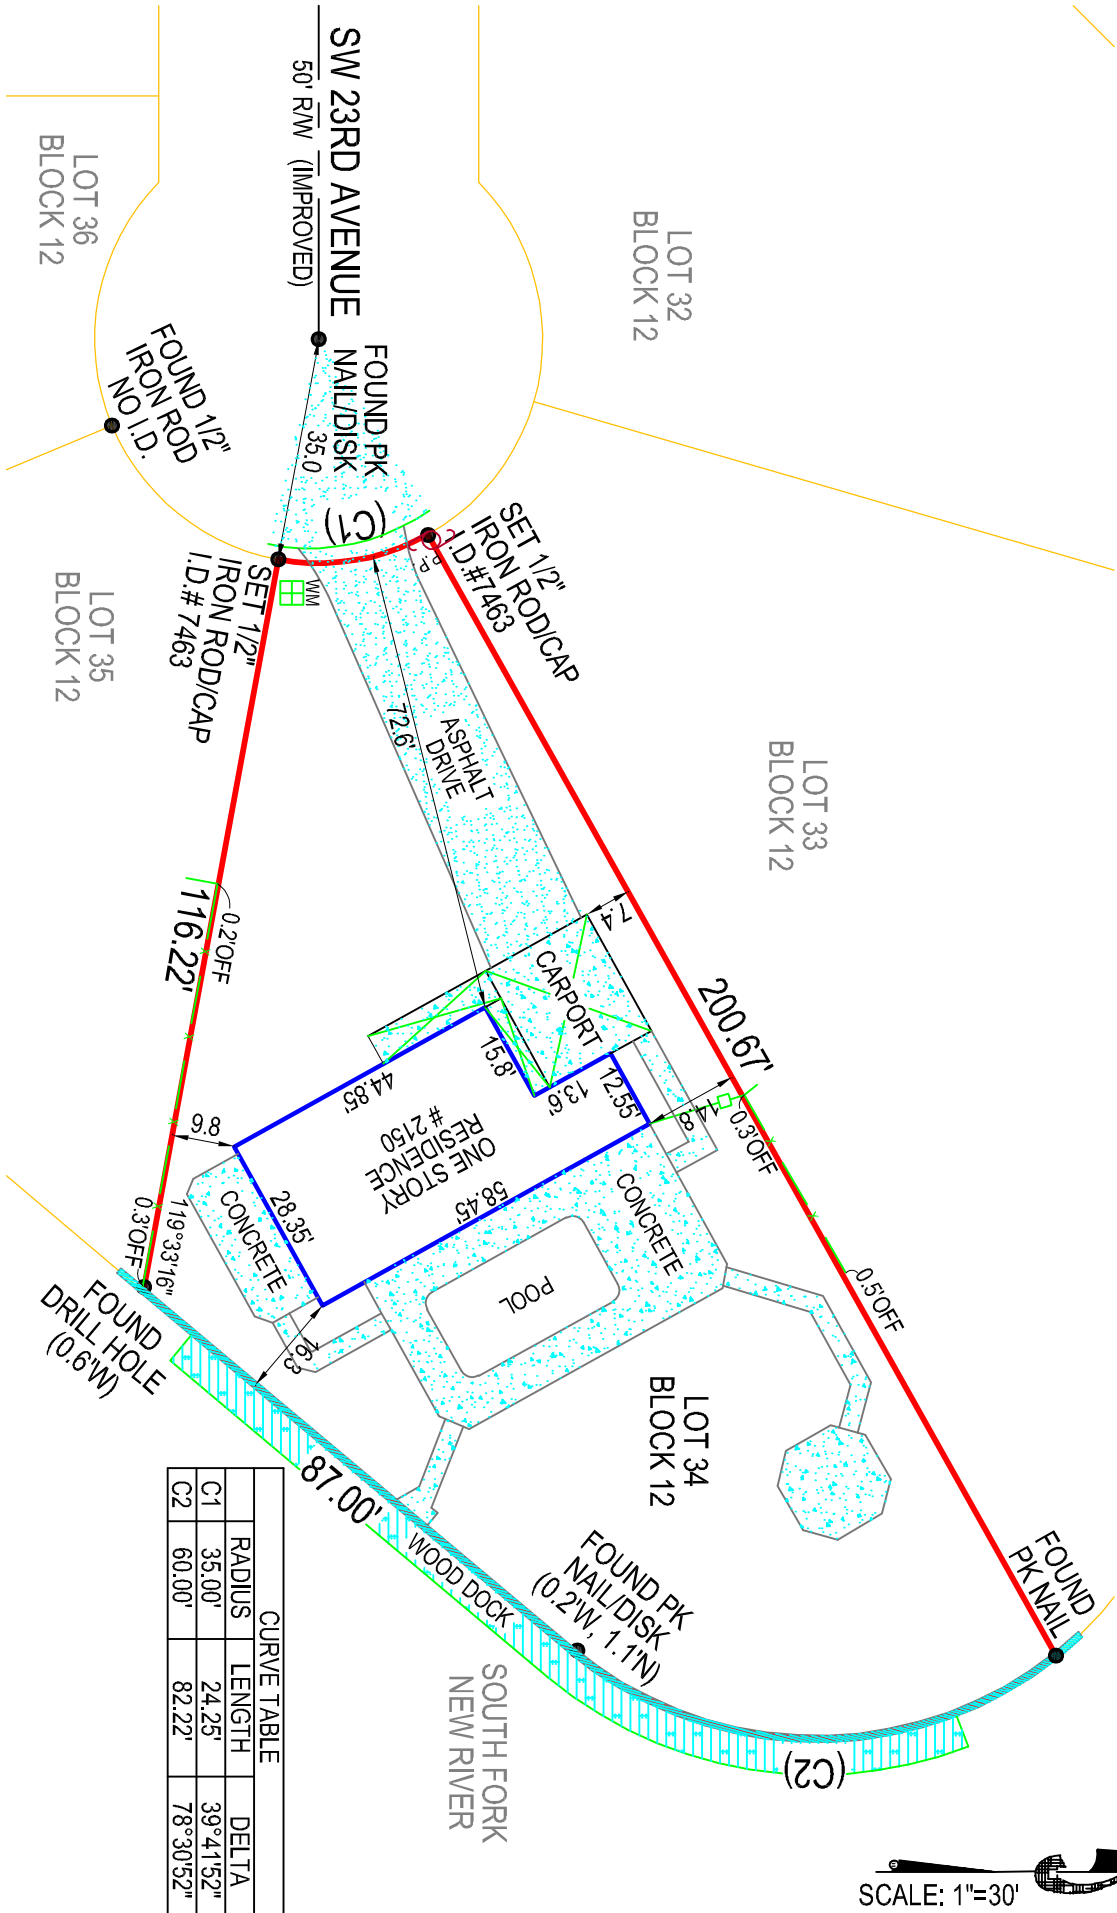 SW 23RD AVENUE
50' R/W (IMPROVED)
LOT 36
BLOCK 12
LOT 32
BLOCK 12
FOUND 1/2"
IRON ROD
NO I.D.
FOUND PK
NAIL/DISK
35.0
(C1)
SET 1/2"
IRON ROD/CAP
I.D.#7463
P.P.
WM
SET 1/2"
IRON ROD/CAP
I.D.# 7463
LOT 35
BLOCK 12
LOT 33
BLOCK 12
72.6'
ASPHALT
DRIVE
7.4
CARPORT
200.67'
116.22'
0.2'OFF
15.8'
13.6'
12.55'
14.8
0.3'OFF
44.85'
ONE STORY
RESIDENCE
# 2150
58.45'
28.35'
9.8
CONCRETE
CONCRETE
POOL
0.5'OFF
119°33'16"
0.3'OFF
16.3
FOUND
DRILL HOLE
(0.6'W)
LOT 34
BLOCK 12
87.00'
WOOD DOCK
FOUND PK
NAIL/DISK
(0.2'W, 1.1'N)
FOUND
PK NAIL
(C2)
SOUTH FORK
NEW RIVER
CURVE TABLE
RADIUS LENGTH DELTA
C1 35.00' 24.25' 39°41'52"
C2 60.00' 82.22' 78°30'52"
SCALE: 1"=30'